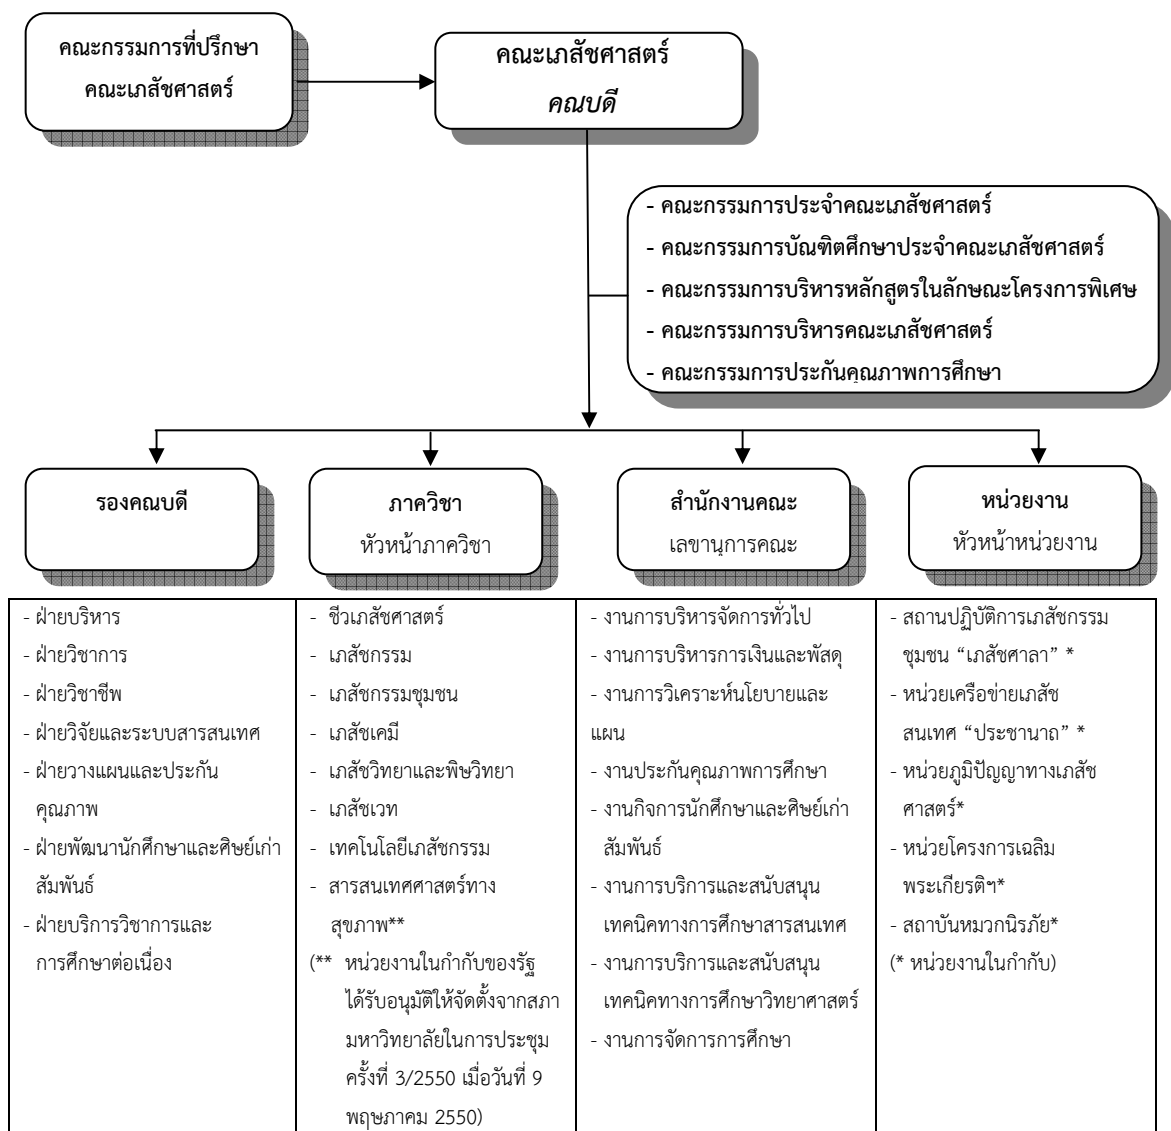 คณะกรรมการที่ปรึกษา
คณะเภสัชศาสตร์
คณะเภสัชศาสตร์
คณบดี
- คณะกรรมการประจำคณะเภสัชศาสตร์
- คณะกรรมการบัณฑิตศึกษาประจำคณะเภสัชศาสตร์
- คณะกรรมการบริหารหลักสูตรในลักษณะโครงการพิเศษ
- คณะกรรมการบริหารคณะเภสัชศาสตร์
- คณะกรรมการประกันคุณภาพการศึกษา
รองคณบดี
ภาควิชา
หัวหน้าภาควิชา
สำนักงานคณะ
เลขานุการคณะ
หน่วยงาน
หัวหน้าหน่วยงาน
- ฝ่ายบริหาร
- ฝ่ายวิชาการ
- ฝ่ายวิชาชีพ
- ฝ่ายวิจัยและระบบสารสนเทศ
- ฝ่ายวางแผนและประกัน
คุณภาพ
- ฝ่ายพัฒนานักศึกษาและศิษย์เก่า
สัมพันธ์
- ฝ่ายบริการวิชาการและ
การศึกษาต่อเนื่อง
- ชีวเภสัชศาสตร์
- เภสัชกรรม
- เภสัชกรรมชุมชน
- เภสัชเคมี
- เภสัชวิทยาและพิษวิทยา
- เภสัชเวท
- เทคโนโลยีเภสัชกรรม
- สารสนเทศศาสตร์ทาง
สุขภาพ**
(** หน่วยงานในกำกับของรัฐ
ได้รับอนุมัติให้จัดตั้งจากสภา
มหาวิทยาลัยในการประชุม
ครั้งที่ 3/2550 เมื่อวันที่ 9
พฤษภาคม 2550)
- งานการบริหารจัดการทั่วไป
- งานการบริหารการเงินและพัสดุ
- งานการวิเคราะห์นโยบายและ
แผน
- งานประกันคุณภาพการศึกษา
- งานกิจการนักศึกษาและศิษย์เก่า
สัมพันธ์
- งานการบริการและสนับสนุน
เทคนิคทางการศึกษาสารสนเทศ
- งานการบริการและสนับสนุน
เทคนิคทางการศึกษาวิทยาศาสตร์
- งานการจัดการการศึกษา
- สถานปฏิบัติการเภสัชกรรม
ชุมชน “เภสัชศาลา” *
- หน่วยเครือข่ายเภสัช
สนเทศ “ประชานาถ” *
- หน่วยภูมิปัญญาทางเภสัช
ศาสตร์*
- หน่วยโครงการเฉลิม
พระเกียรติฯ*
- สถาบันหมวกนิรภัย*
(* หน่วยงานในกำกับ)